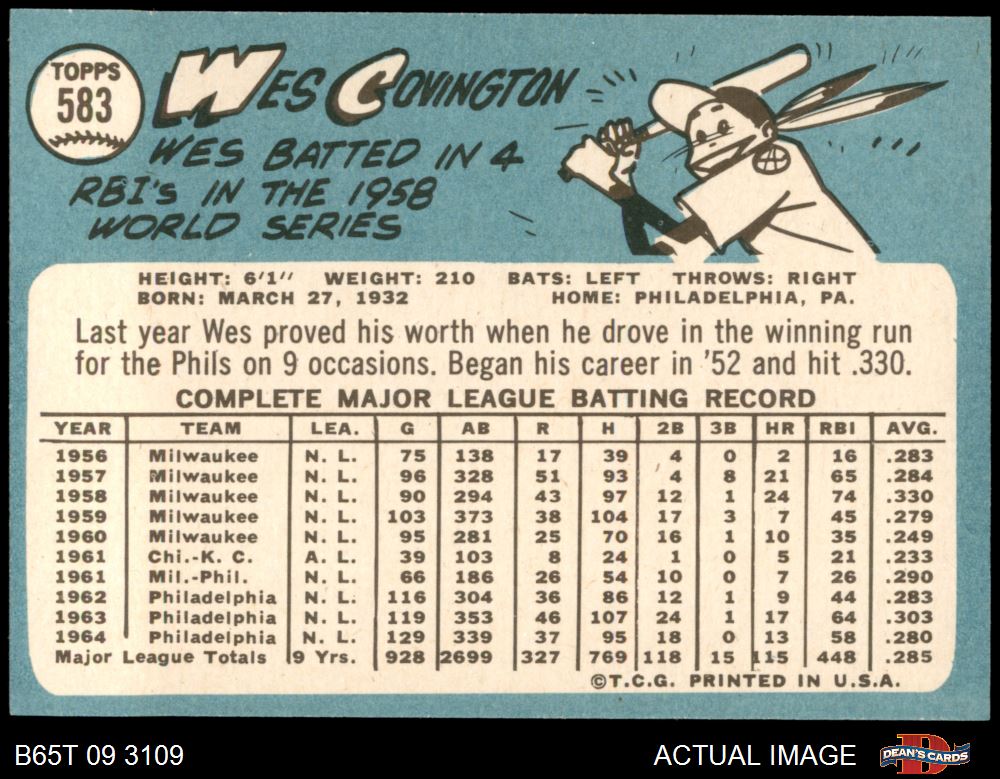 TOPPS
583
WES COVINGTON
WES BATTED IN 4
RBI'S IN THE 1958
WORLD SERIES
HEIGHT: 6'1" WEIGHT: 210 BATS: LEFT THROWS: RIGHT
BORN: MARCH 27, 1932 HOME: PHILADELPHIA, PA.
Last year Wes proved his worth when he drove in the winning run
for the Phils on 9 occasions. Began his career in '52 and hit .330.
COMPLETE MAJOR LEAGUE BATTING RECORD
YEAR TEAM LEA. G AB R H 2B 3B HR RBI AVG.
1956 Milwaukee N. L. 75 138 17 39 4 0 2 16 .283
1957 Milwaukee N. L. 96 328 51 93 4 8 21 65 .284
1958 Milwaukee N. L. 90 294 43 97 12 1 24 74 .330
1959 Milwaukee N. L. 103 373 38 104 17 3 7 45 .279
1960 Milwaukee N. L. 95 281 25 70 16 1 10 35 .249
1961 Chi.-K. C. A. L. 39 103 8 24 1 0 5 21 .233
1961 Mil.-Phil. N. L. 66 186 26 54 10 0 7 26 .290
1962 Philadelphia N. L. 116 304 36 86 12 1 9 44 .283
1963 Philadelphia N. L. 119 353 46 107 24 1 17 64 .303
1964 Philadelphia N. L. 129 339 37 95 18 0 13 58 .280
Major League Totals 9 Yrs. 928 2699 327 769 118 15 115 448 .285
©T.C.G. PRINTED IN U.S.A.
B65T 09 3109 ACTUAL IMAGE DEAN'S CARDS